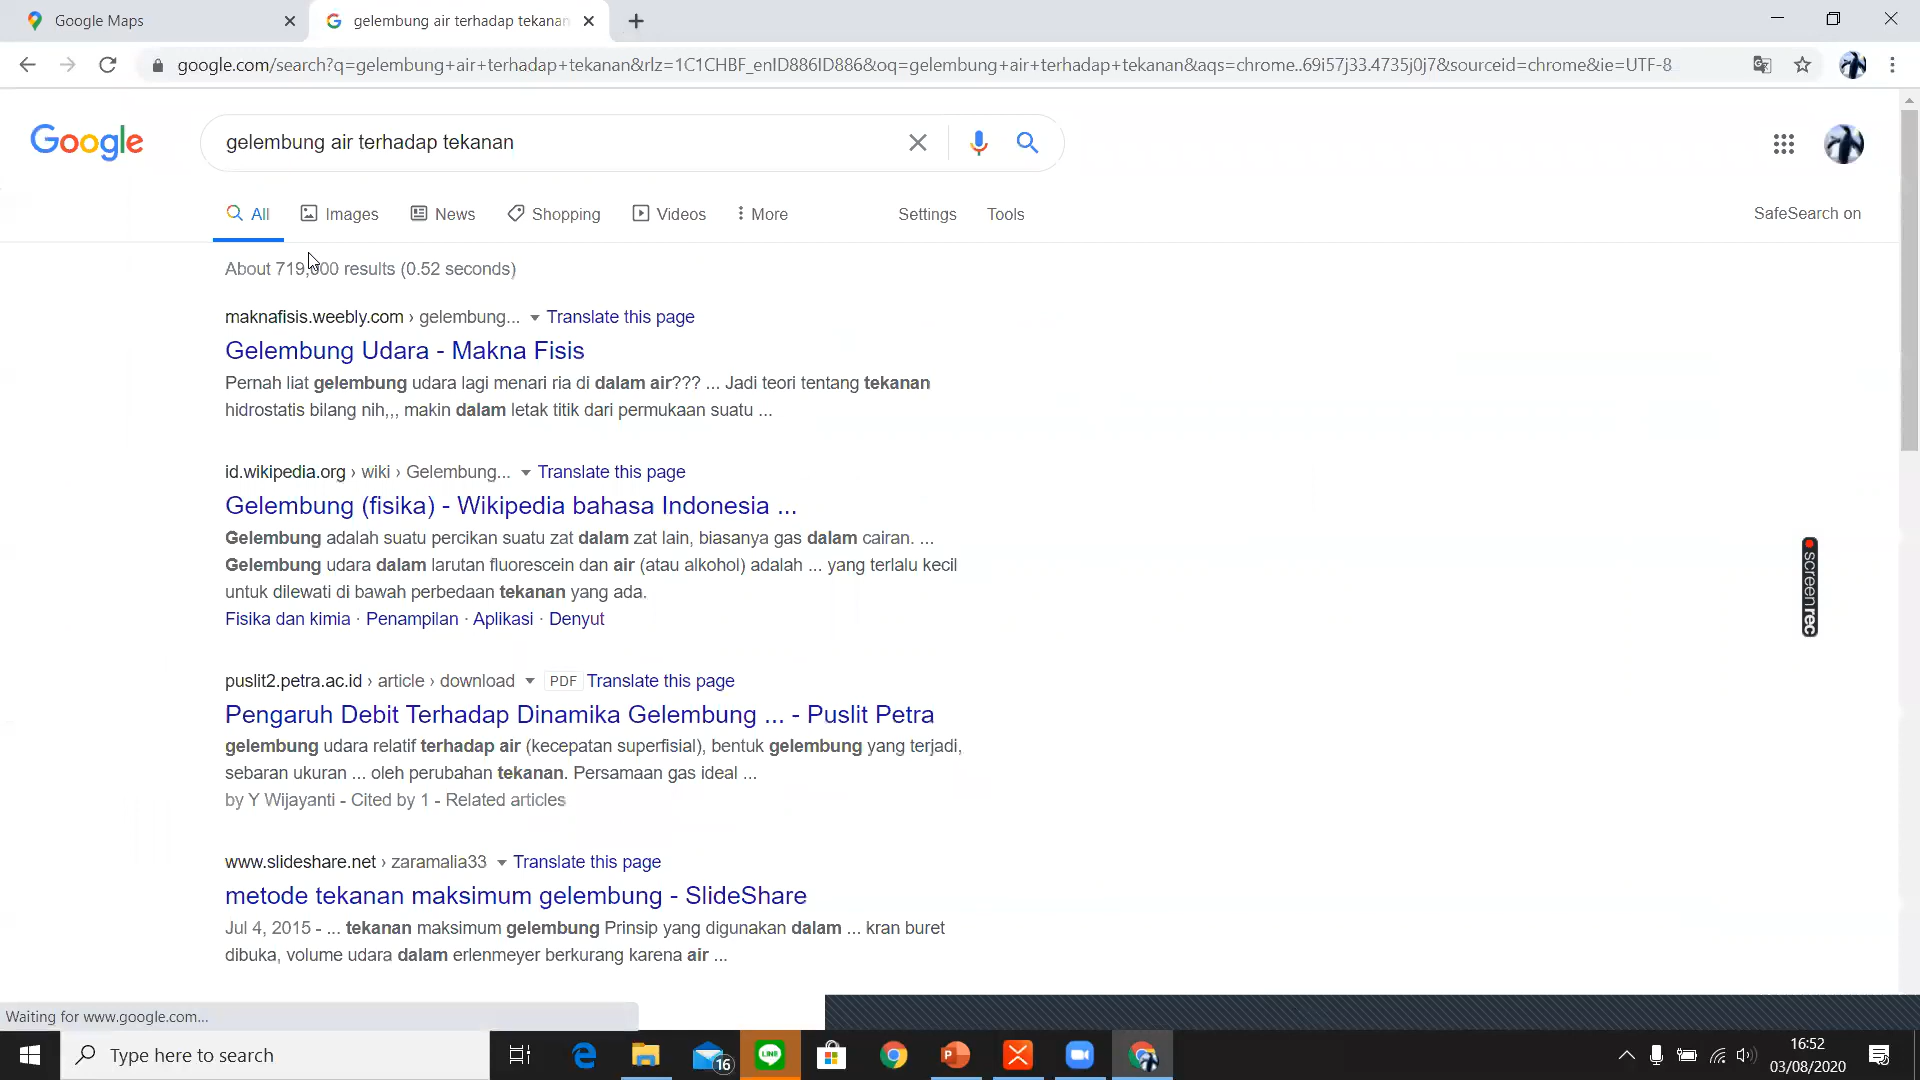 Google Maps
gelembung air terhadap tekanan
google.com/search?q=gelembung+air+terhadap+tekanan&rlz=1C1CHBF_enID886ID886&oq=gelembung+air+terhadap+tekanan&aqs=chrome..69i57j33.4735j0j7&sourceid=chrome&ie=UTF-8
Google
gelembung air terhadap tekanan
All Images News Shopping Videos More Settings Tools SafeSearch on
About 719,000 results (0.52 seconds)
maknafisis.weebly.com › gelembung... Translate this page
Gelembung Udara - Makna Fisis
Pernah liat gelembung udara lagi menari ria di dalam air??? ... Jadi teori tentang tekanan
hidrostatis bilang nih,,, makin dalam letak titik dari permukaan suatu ...
id.wikipedia.org › wiki › Gelembung... Translate this page
Gelembung (fisika) - Wikipedia bahasa Indonesia ...
Gelembung adalah suatu percikan suatu zat dalam zat lain, biasanya gas dalam cairan. ...
Gelembung udara dalam larutan fluorescein dan air (atau alkohol) adalah ... yang terlalu kecil
untuk dilewati di bawah perbedaan tekanan yang ada.
Fisika dan kimia · Penampilan · Aplikasi · Denyut
puslit2.petra.ac.id › article › download PDF Translate this page
Pengaruh Debit Terhadap Dinamika Gelembung ... - Puslit Petra
gelembung udara relatif terhadap air (kecepatan superfisial), bentuk gelembung yang terjadi,
sebaran ukuran ... oleh perubahan tekanan. Persamaan gas ideal ...
by Y Wijayanti - Cited by 1 - Related articles
www.slideshare.net › zaramalia33 Translate this page
metode tekanan maksimum gelembung - SlideShare
Jul 4, 2015 - ... tekanan maksimum gelembung Prinsip yang digunakan dalam ... kran buret
dibuka, volume udara dalam erlenmeyer berkurang karena air ...
screenrec
Waiting for www.google.com...
Type here to search
16
LINE
16:52
03/08/2020